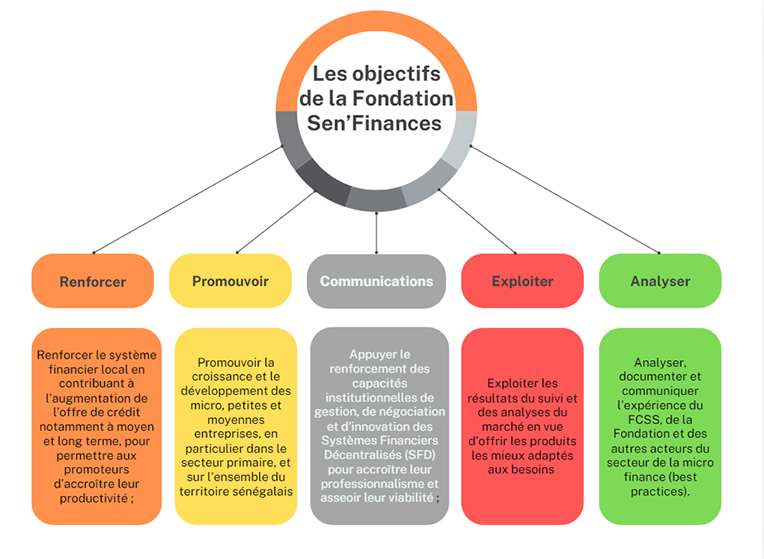 Les objectifs
de la Fondation
Sen'Finances
Renforcer
Promouvoir
Communications
Exploiter
Analyser
Renforcer le système
financier local en
contribuant à
l'augmentation de
l'offre de crédit
notamment à moyen
et long terme, pour
permettre aux
promoteurs
d'accroître leur
productivité ;
Promouvoir la
croissance et le
développement des
micro, petites et
moyennes
entreprises, en
particulier dans le
secteur primaire, et
sur l'ensemble du
territoire sénégalais
Appuyer le
renforcement des
capacités
institutionnelles de
gestion, de négociation
et d'innovation des
Systèmes Financiers
Décentralisés (SFD)
pour accroître leur
professionnalisme et
asseoir leur viabilité ;
Exploiter les
résultats du suivi et
des analyses du
marché en vue
d'offrir les produits
les mieux adaptés
aux besoins
Analyser,
documenter et
communiquer
l'expérience du
FCSS, de la
Fondation et des
autres acteurs du
secteur de la micro
finance (best
practices).